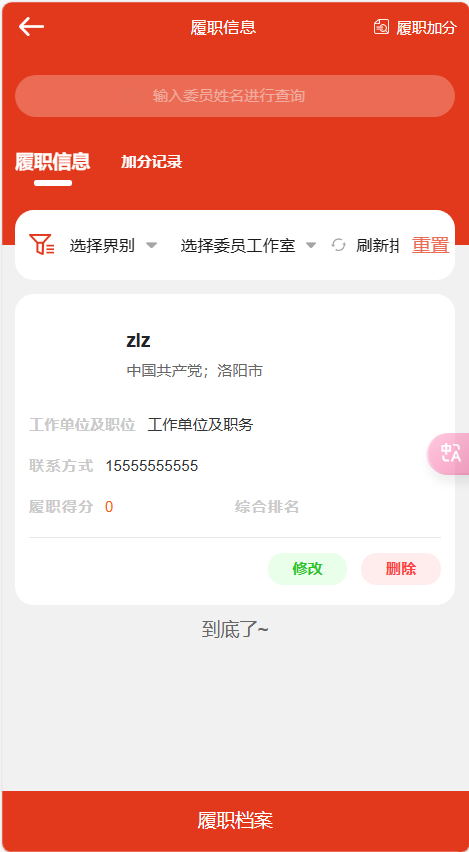 履职信息 履职加分
输入委员姓名进行查询
履职信息 加分记录
选择界别 选择委员工作室 刷新 重置
zlz
中国共产党；洛阳市
工作单位及职位 工作单位及职务
联系方式 15555555555
履职得分 0 综合排名
修改 删除
到底了~
履职档案
中A